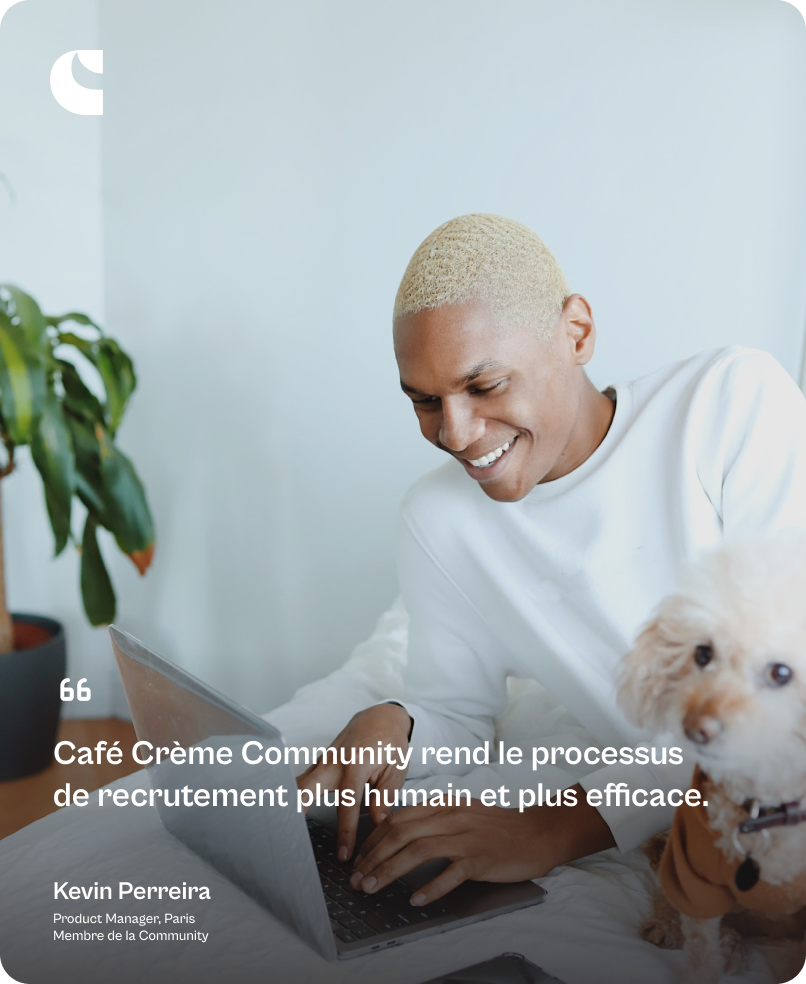 “
Café Crème Community rend le processus
de recrutement plus humain et plus efficace.
Kevin Perreira
Product Manager, Paris
Membre de la Community